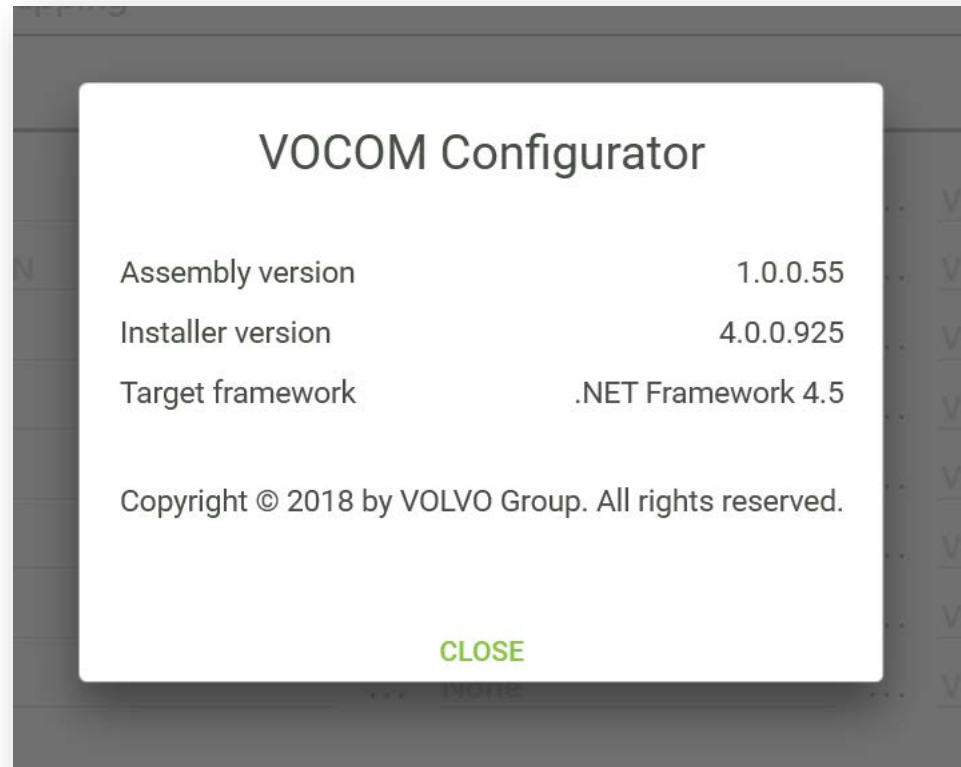 VOCOM Configurator
Assembly version 1.0.0.55
Installer version 4.0.0.925
Target framework .NET Framework 4.5
Copyright © 2018 by VOLVO Group. All rights reserved.
CLOSE
... None ...